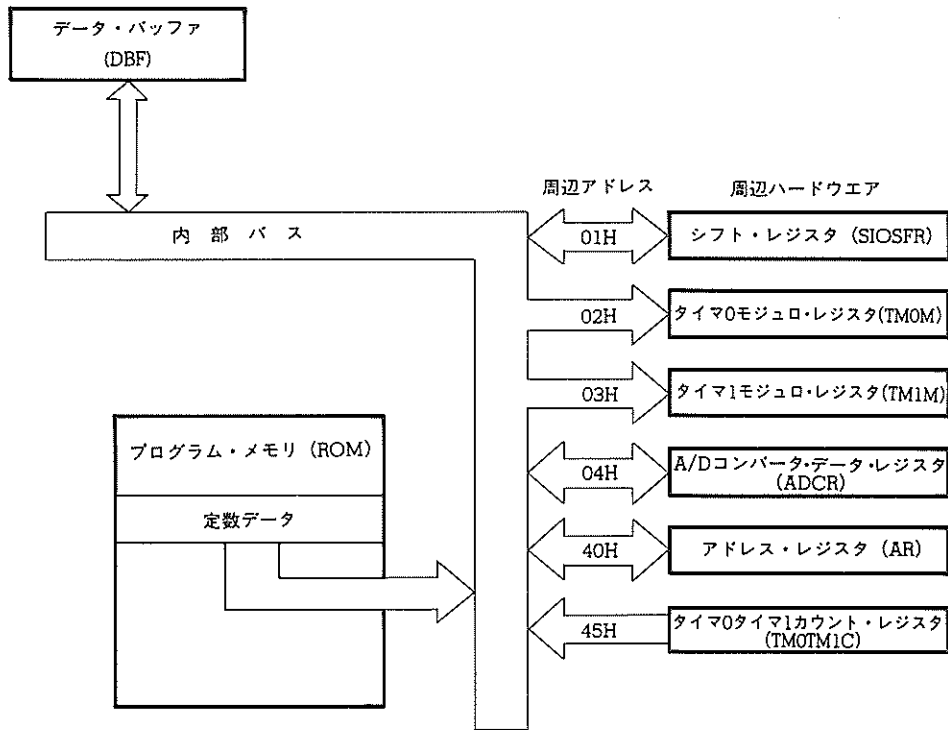 データ・バッファ
(DBF)
周辺アドレス
周辺ハードウエア
内部バス
01H
シフト・レジスタ (SIOSFR)
02H
タイマ0モジュロ・レジスタ(TM0M)
03H
タイマ1モジュロ・レジスタ(TM1M)
プログラム・メモリ (ROM)
04H
A/Dコンバータ・データ・レジスタ
(ADCR)
定数データ
40H
アドレス・レジスタ (AR)
45H
タイマ0タイマ1カウント・レジスタ
(TM0TM1C)